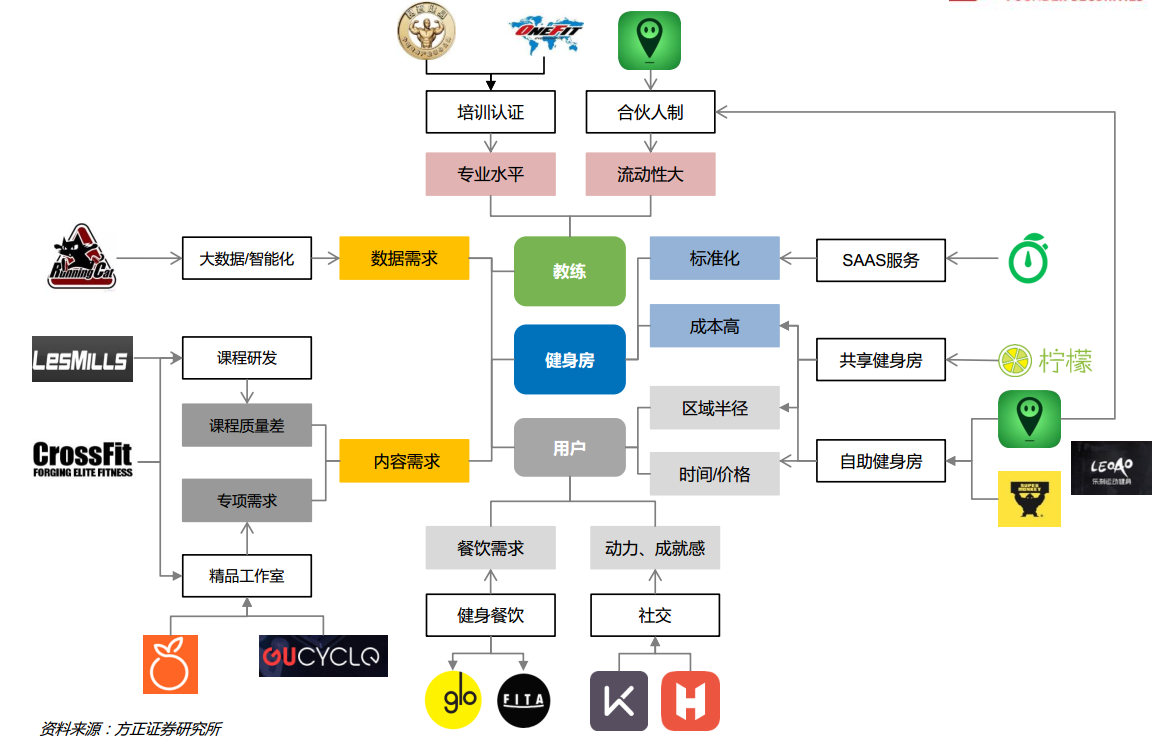 ONEFIT
培训认证
合伙人制
专业水平
流动性大
Running Cat
大数据/智能化
数据需求
教练
标准化
SAAS服务
成本高
LESMILLS
课程研发
健身房
共享健身房
柠檬
课程质量差
区域半径
用户
CrossFit
FORGING ELITE FITNESS
内容需求
时间/价格
自助健身房
LEOAO
乐刻运动健身
SUPER
MONKEY
专项需求
餐饮需求
动力、成就感
精品工作室
健身餐饮
社交
GUCYCLQ
glo
FITA
K
H
资料来源：方正证券研究所